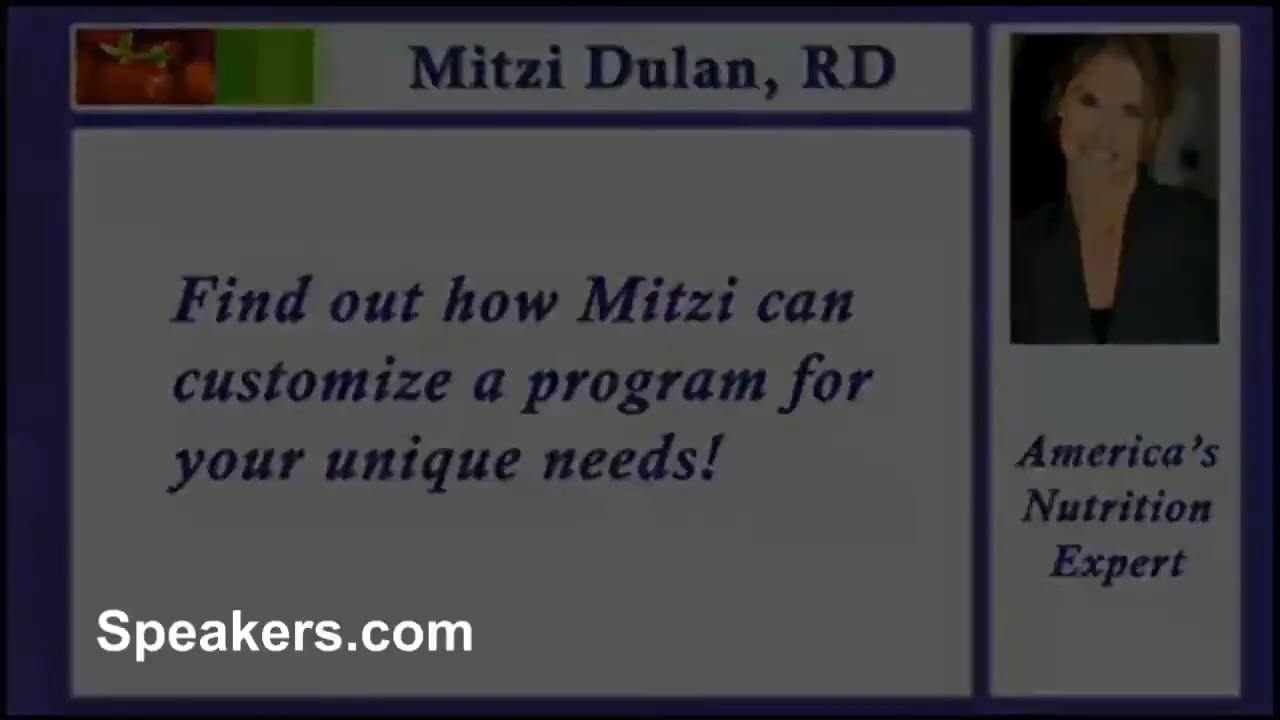 Mitzi Dulan, RD
Find out how Mitzi can
customize a program for
your unique needs!
America's
Nutrition
Expert
Speakers.com